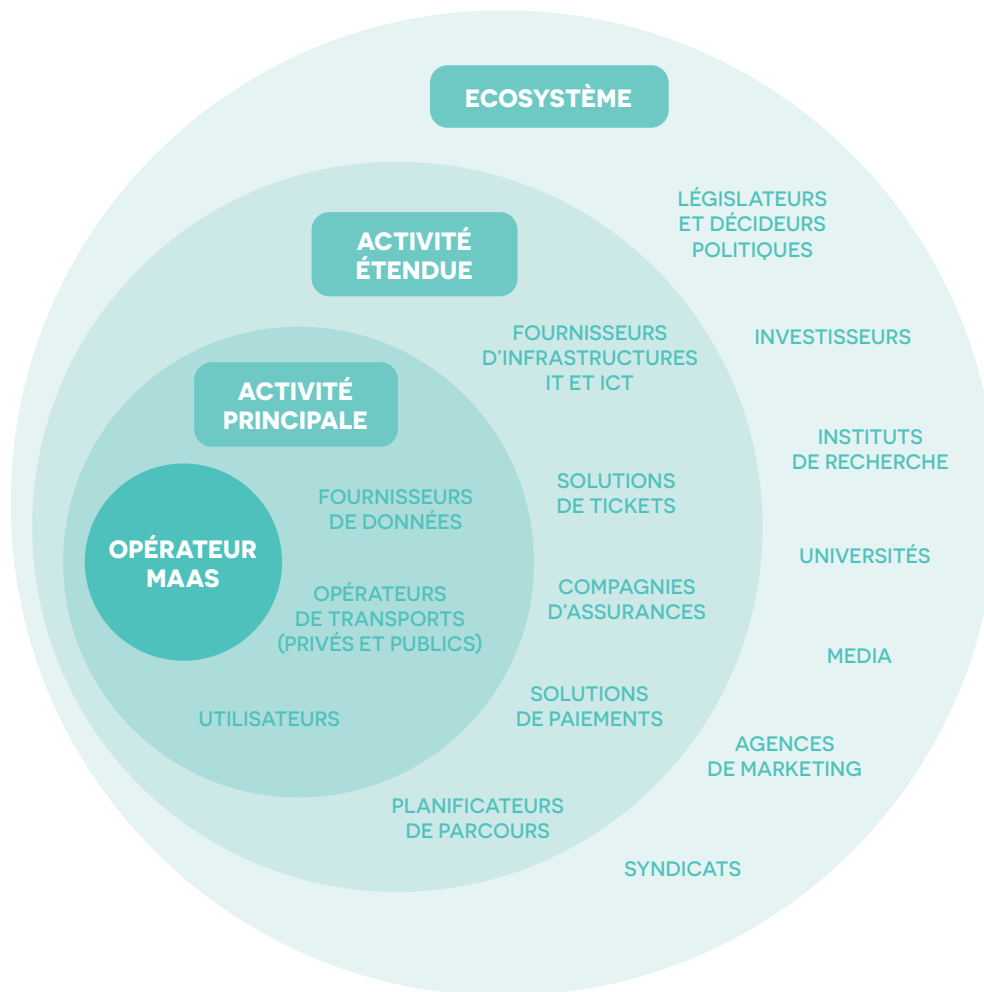 ECOSYSTÈME
LÉGISLATEURS
ET DÉCIDEURS
POLITIQUES
INVESTISSEURS
INSTITUTS
DE RECHERCHE
UNIVERSITÉS
MEDIA
AGENCES
DE MARKETING
SYNDICATS
ACTIVITÉ
ÉTENDUE
FOURNISSEURS
D'INFRASTRUCTURES
IT ET ICT
SOLUTIONS
DE TICKETS
COMPAGNIES
D'ASSURANCES
SOLUTIONS
DE PAIEMENTS
PLANIFICATEURS
DE PARCOURS
ACTIVITÉ
PRINCIPALE
FOURNISSEURS
DE DONNÉES
OPÉRATEURS
DE TRANSPORTS
(PRIVÉS ET PUBLICS)
UTILISATEURS
OPÉRATEUR
MAAS